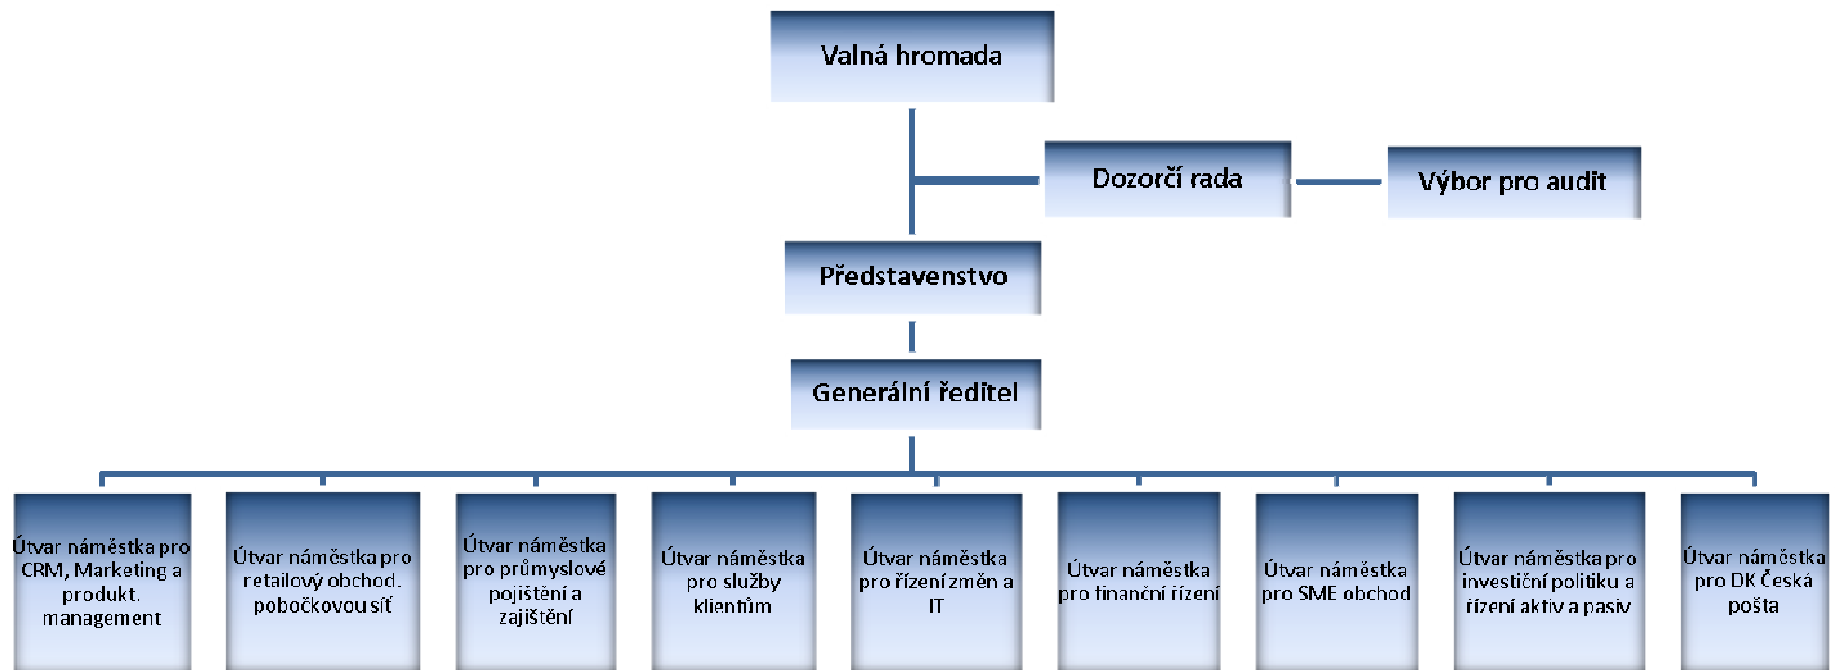 Valná hromada
Dozorčí rada
Výbor pro audit
Představenstvo
Generální ředitel
Útvar náměstka pro
CRM, Marketing a
produkt.
management
Útvar náměstka pro
retailový obchod.
pobočkovou síť
Útvar náměstka
pro průmyslové
pojištění a
zajištění
Útvar náměstka
pro služby
klientům
Útvar náměstka
pro řízení změn a
IT
Útvar náměstka
pro finanční řízení
Útvar náměstka
pro SME obchod
Útvar náměstka pro
investiční politiku a
řízení aktiv a pasiv
Útvar náměstka
pro DK Česká
pošta